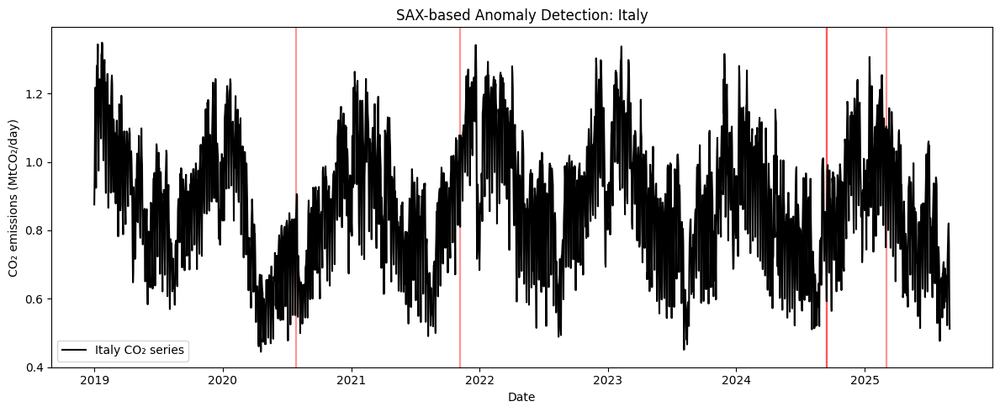 SAX-based Anomaly Detection: Italy
CO₂ emissions (MtCO₂/day)
1.2
1.0
0.8
0.6
0.4
Italy CO₂ series
2019 2020 2021 2022 2023 2024 2025
Date